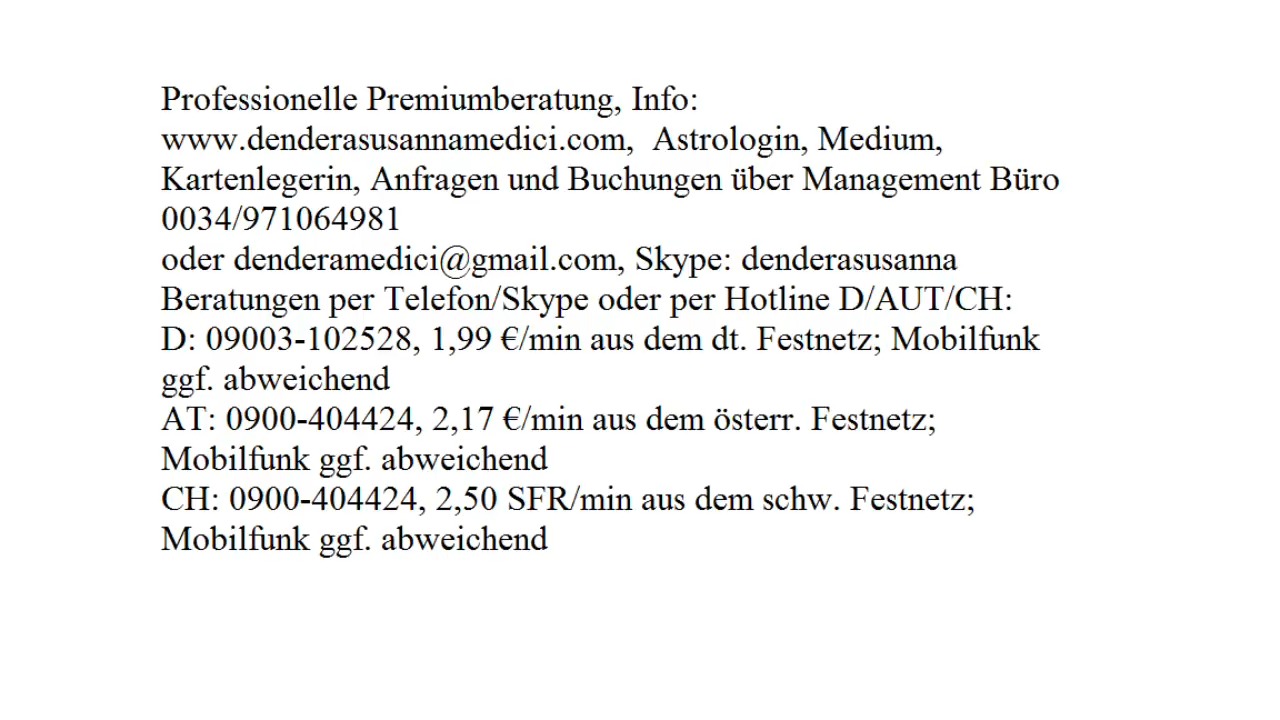 Professionelle Premiumberatung, Info:
www.denderasusannamedici.com,  Astrologin, Medium,
Kartenlegerin, Anfragen und Buchungen über Management Büro
0034/971064981
oder denderamedici@gmail.com, Skype: denderasusanna
Beratungen per Telefon/Skype oder per Hotline D/AUT/CH:
D: 09003-102528, 1,99 €/min aus dem dt. Festnetz; Mobilfunk
ggf. abweichend
AT: 0900-404424, 2,17 €/min aus dem österr. Festnetz;
Mobilfunk ggf. abweichend
CH: 0900-404424, 2,50 SFR/min aus dem schw. Festnetz;
Mobilfunk ggf. abweichend